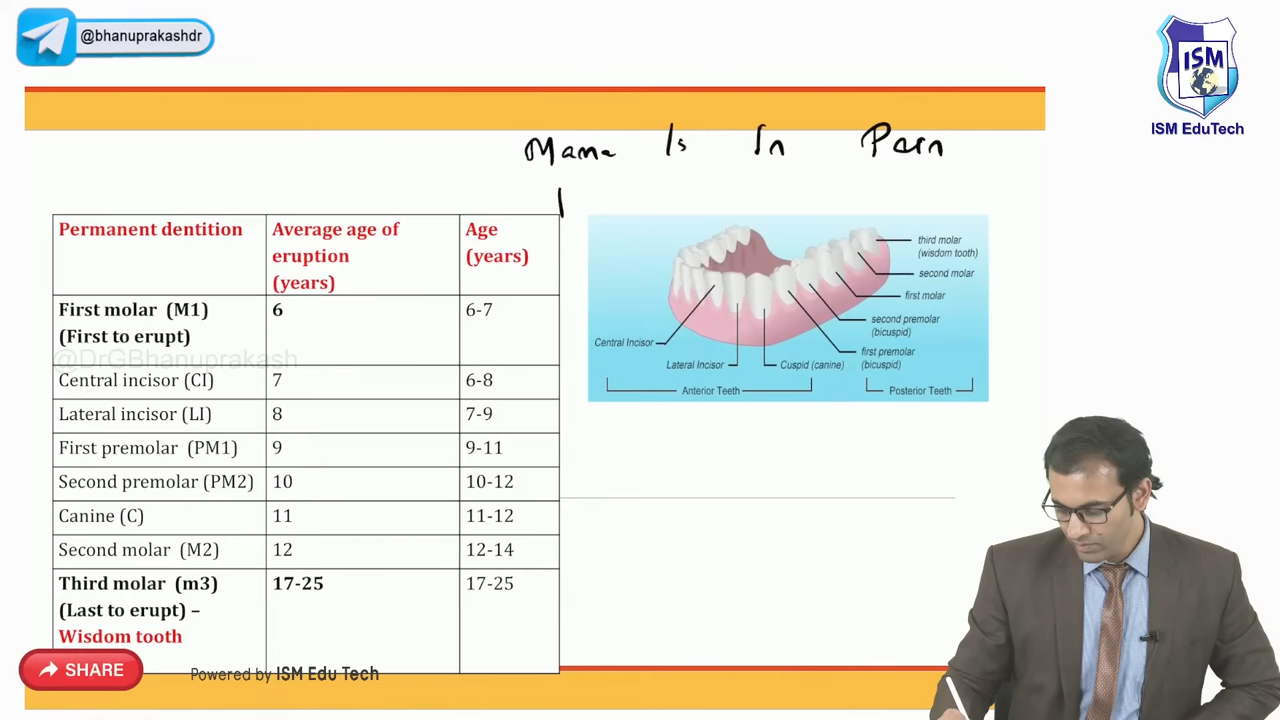 @bhanuprakashdr
ISM
ISM EduTech
Mama Is In Pain
Permanent dentition Average age of eruption (years) Age (years)
First molar (M1) (First to erupt) 6 6-7
@DrGBhanuprakash
Central incisor (CI) 7 6-8
Lateral incisor (LI) 8 7-9
First premolar (PM1) 9 9-11
Second premolar (PM2) 10 10-12
Canine (C) 11 11-12
Second molar (M2) 12 12-14
Third molar (m3) (Last to erupt) – Wisdom tooth 17-25 17-25
third molar
(wisdom tooth)
second molar
first molar
second premolar
(bicuspid)
first premolar
(bicuspid)
Central Incisor
Lateral Incisor
Cuspid (canine)
Anterior Teeth
Posterior Teeth
SHARE
Powered by ISM Edu Tech